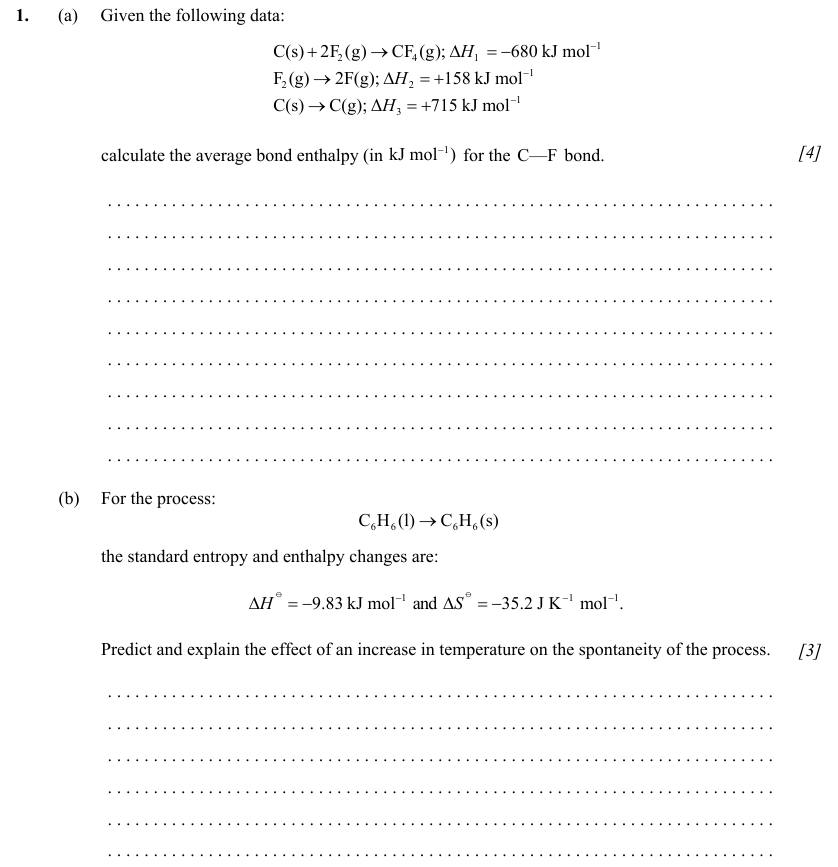 1. (a) Given the following data:
C(s) + 2F₂(g) → CF₄(g); ΔH₁ = −680 kJ mol⁻¹
F₂(g) → 2F(g); ΔH₂ = +158 kJ mol⁻¹
C(s) → C(g); ΔH₃ = +715 kJ mol⁻¹
calculate the average bond enthalpy (in kJ mol⁻¹) for the C—F bond. [4]
(b) For the process:
C₆H₆(l) → C₆H₆(s)
the standard entropy and enthalpy changes are:
ΔH⊖ = −9.83 kJ mol⁻¹ and ΔS⊖ = −35.2 J K⁻¹ mol⁻¹.
Predict and explain the effect of an increase in temperature on the spontaneity of the process. [3]